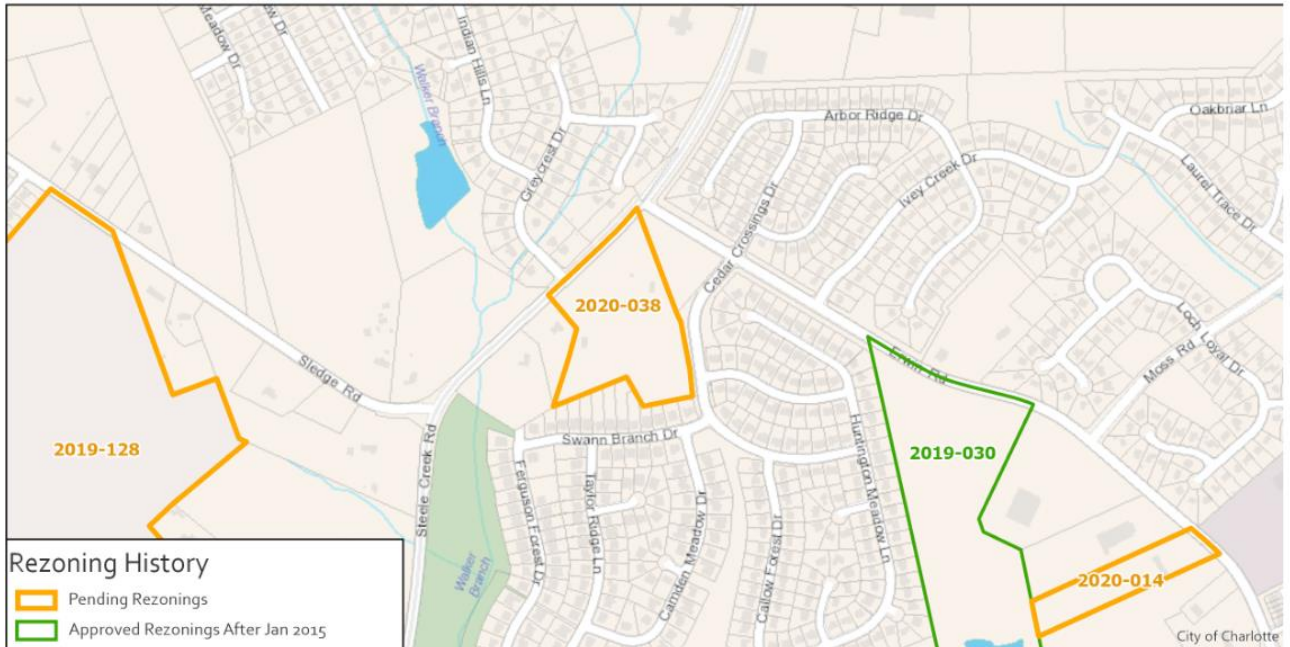 Meadow Dr
ew Dr
Indian Hills Ln
Walker Branch
Greycrest Dr
Arbor Ridge Dr
Oakbriar Ln
Ivey Creek Dr
Laurel Trace Dr
Cedar Crossings Dr
2020-038
Loch Loyal Dr
Moss Rd
Erwin Rd
Sledge Rd
2019-128
Steele Creek Rd
Swann Branch Dr
Huntington Meadow Ln
2019-030
Ferguson Forest Dr
Taylor Ridge Ln
Camden Meadow Dr
Callow Forest Dr
Walker
Branch
2020-014
Rezoning History
Pending Rezonings
Approved Rezonings After Jan 2015
City of Charlotte